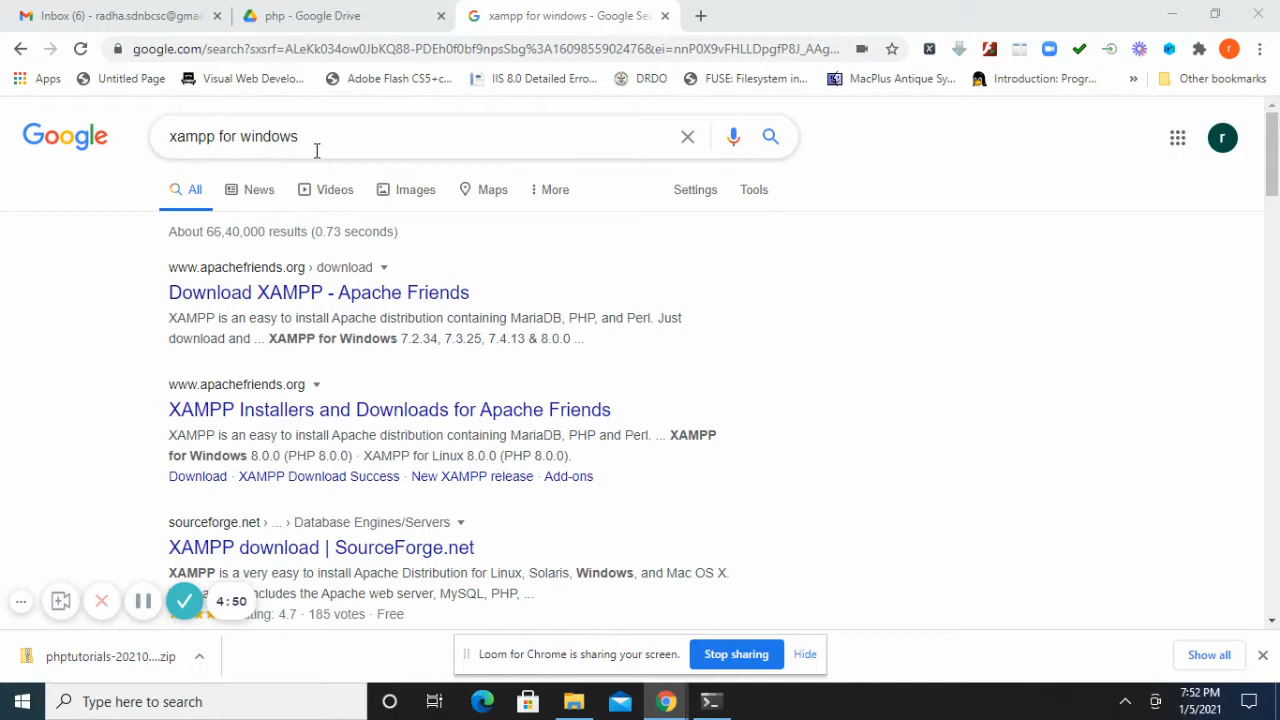 Inbox (6) - radha.sdnbcsc@gmai
php - Google Drive
xampp for windows - Google Sea
google.com/search?sxsrf=ALeKk034ow0JbKQ88-PDEh0f0bf9npsSbg%3A1609855902476&ei=nnP0X9vFHLLDpgfP8J_AAg...
r
Apps
Untitled Page
Visual Web Develo...
Adobe Flash CS5+c...
IIS 8.0 Detailed Erro...
DRDO
FUSE: Filesystem in...
MacPlus Antique Sy...
Introduction: Progr...
»
Other bookmarks
Google
xampp for windows
r
All
News
Videos
Images
Maps
More
Settings
Tools
About 66,40,000 results (0.73 seconds)
www.apachefriends.org › download
Download XAMPP - Apache Friends
XAMPP is an easy to install Apache distribution containing MariaDB, PHP, and Perl. Just
download and ... XAMPP for Windows 7.2.34, 7.3.25, 7.4.13 & 8.0.0 ...
www.apachefriends.org
XAMPP Installers and Downloads for Apache Friends
XAMPP is an easy to install Apache distribution containing MariaDB, PHP and Perl. ... XAMPP
for Windows 8.0.0 (PHP 8.0.0) · XAMPP for Linux 8.0.0 (PHP 8.0.0).
Download · XAMPP Download Success · New XAMPP release · Add-ons
sourceforge.net › ... › Database Engines/Servers
XAMPP download | SourceForge.net
XAMPP is a very easy to install Apache Distribution for Linux, Solaris, Windows, and Mac OS X.
includes the Apache web server, MySQL, PHP, ...
4:50
4.7 · 185 votes · Free
phptutorials-20210....zip
Loom for Chrome is sharing your screen.
Stop sharing
Hide
Show all
Type here to search
7:52 PM
1/5/2021